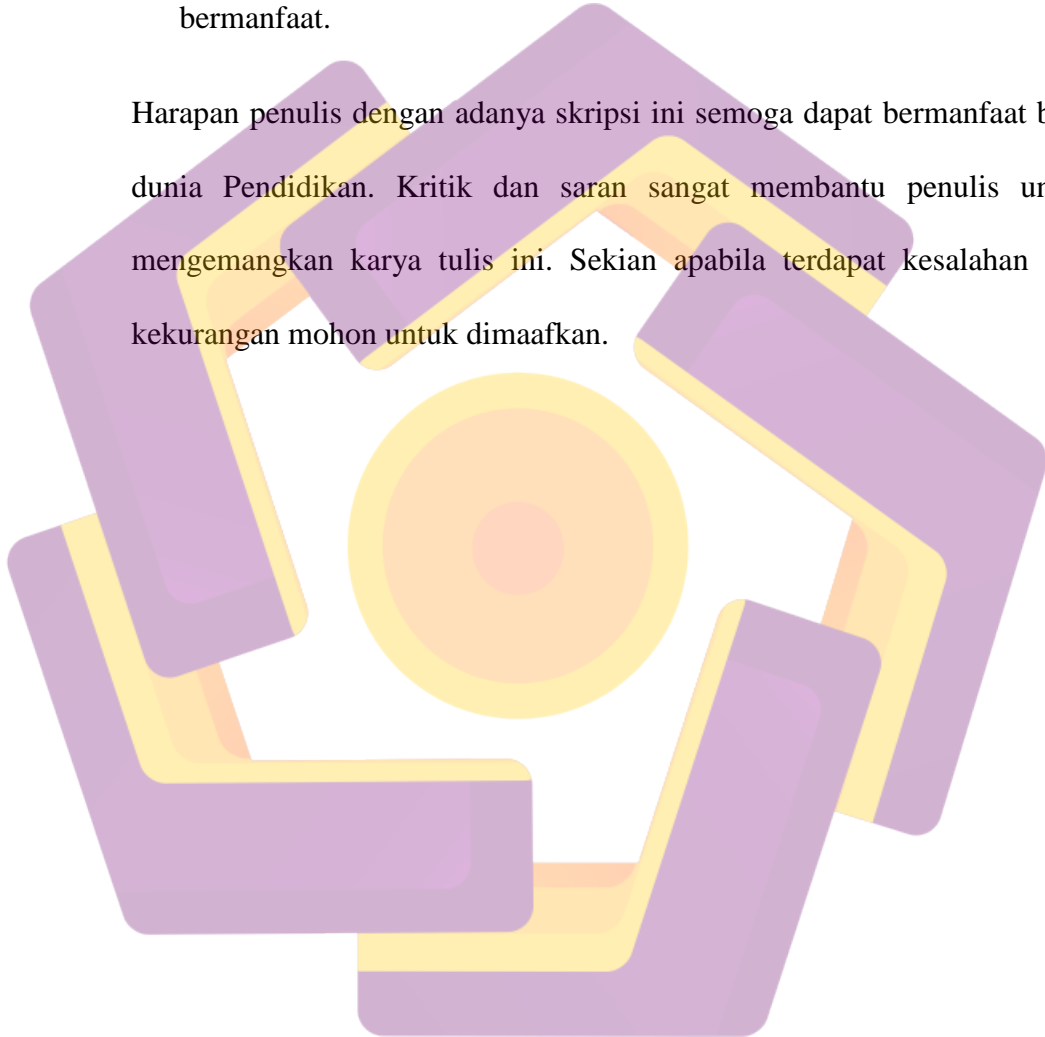 bermanfaat.
Harapan penulis dengan adanya skripsi ini semoga dapat bermanfaat
dunia Pendidikan. Kritik dan saran sangat membantu penulis
mengemangkan karya tulis ini. Sekian apabila terdapat kesalahan
kekurangan mohon untuk dimaafkan.